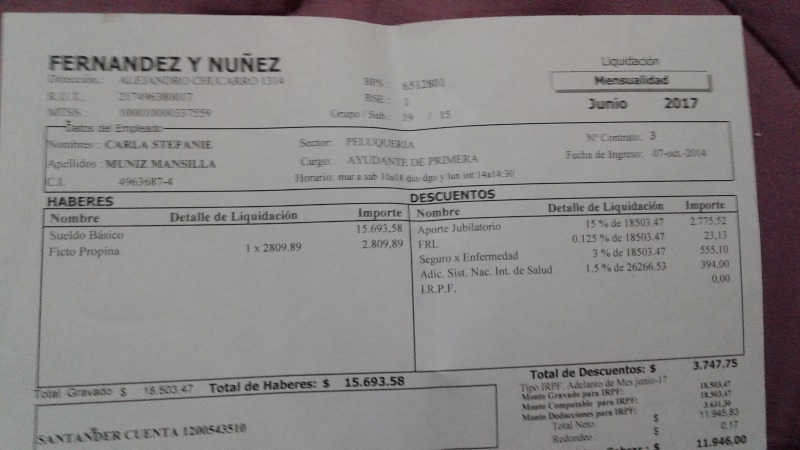 FERNANDEZ Y NUÑEZ
Liquidación
Mensualidad
Junio 2017
Dirección.: ALEJANDRO CHUCARRO 1314
BPS.: 6512801
R.U.T.: 217496380017
BSE.: 1
MTSS.:
Grupo / Sub: 19 / 15
Datos del Empleado
Nombres : CARLA STEFANIE
Sector: PELUQUERIA
Nº Contrato: 3
Apellidos : MUNIZ MANSILLA
Cargo: AYUDANTE DE PRIMERA
Fecha de Ingreso: 07-oct.-2014
C.I. 4963687-4
Horario: mar a sab 10a18 dso dgo y lun int.14a14:30
HABERES
Nombre Detalle de Liquidación Importe
Sueldo Básico 15.693,58
Ficto Propina 1 x 2809,89 2.809,89
DESCUENTOS
Nombre Detalle de Liquidación Importe
Aporte Jubilatorio 15 % de 18503.47 2.775,52
FRL 0.125 % de 18503.47 23,13
Seguro x Enfermedad 3 % de 18503.47 555,10
Adic. Sist. Nac. Int. de Salud 1.5 % de 26266.53 394,00
I.R.P.F. 0,00
Total Gravado $ 18.503.47 Total de Haberes: $ 15.693.58
Total de Descuentos: $ 3.747.75
Tipo IRPF: Adelanto de Mes junio-17
Monto Gravado para IRPF: 18.503,47
Monto Computable para IRPF: 18.503,47
Monto Deducciones para IRPF: 3.631,30
Total Neto: $ 11.945,83
Redondeo : $ 0,17
$ 11.946,00
SANTANDER CUENTA 1200543510